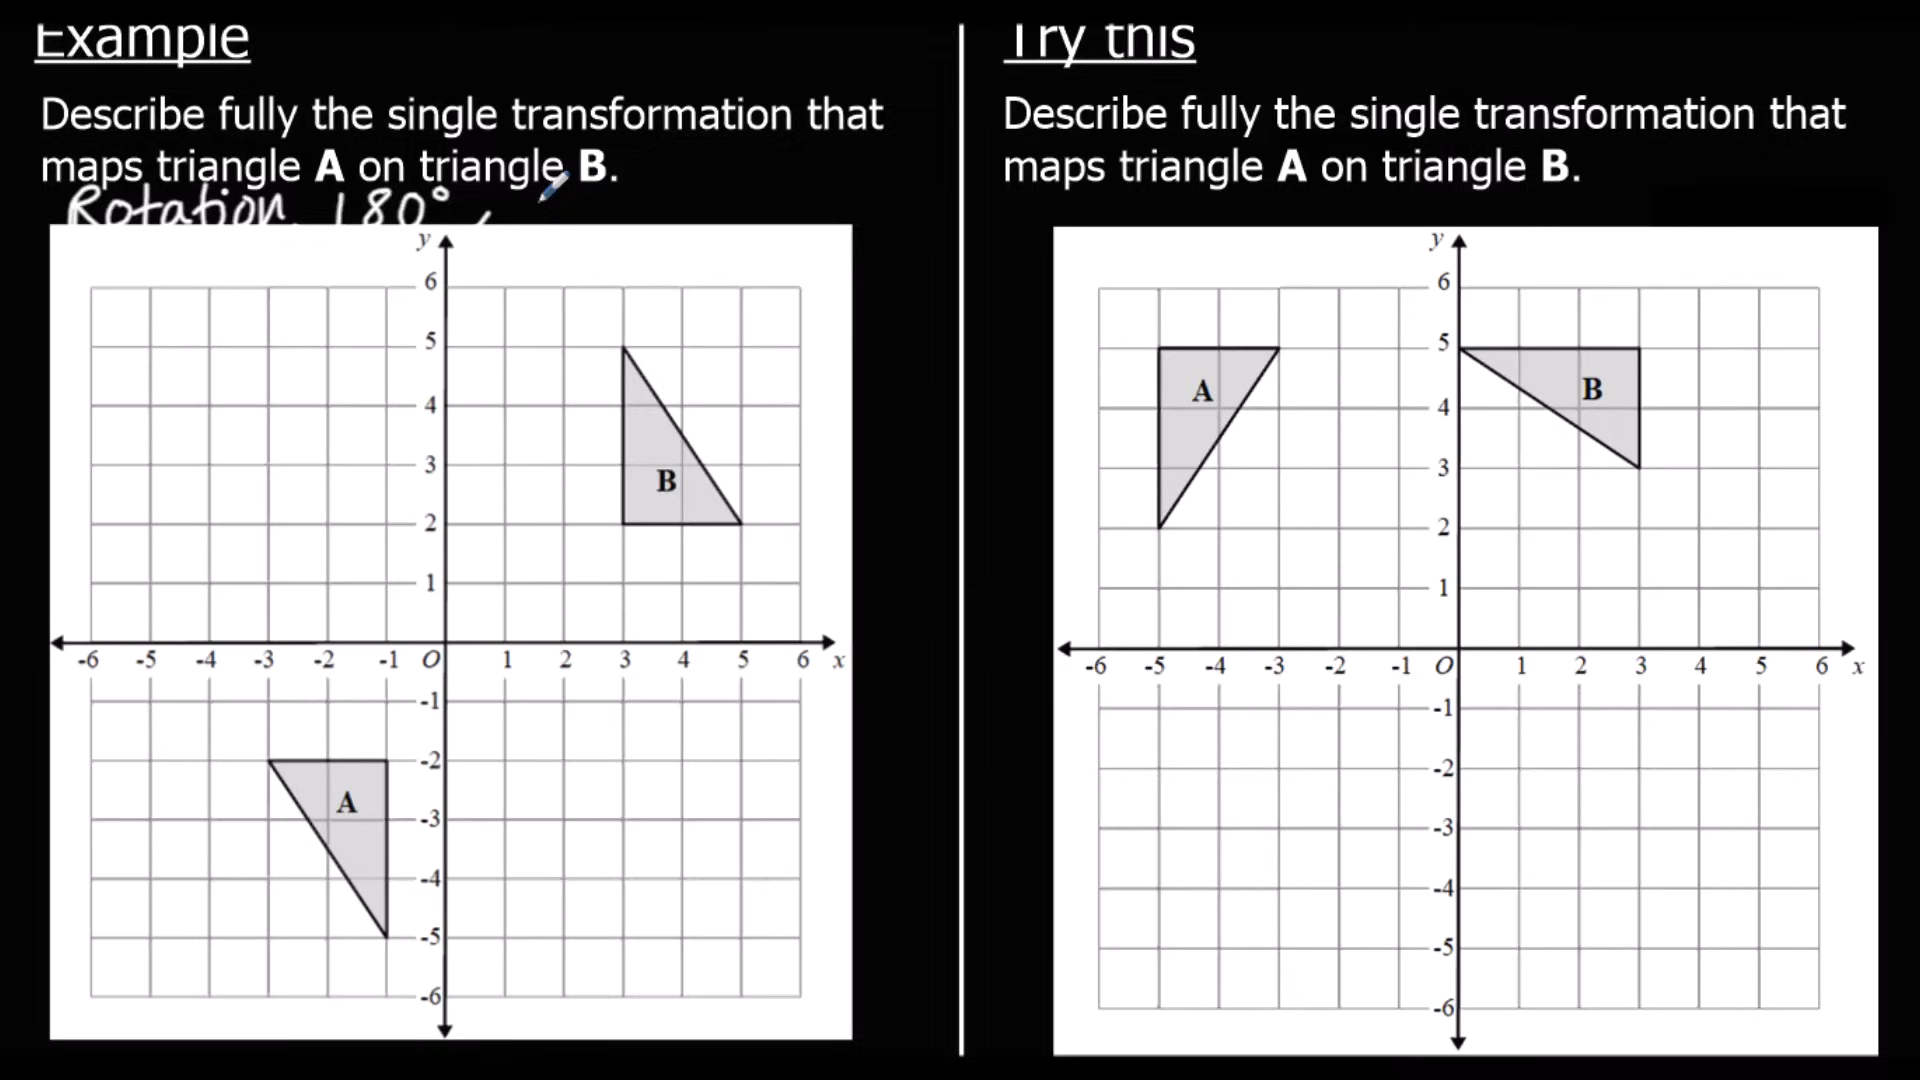 Example
Describe fully the single transformation that
maps triangle A on triangle B.
Rotation, 180°,
y
6
5
4
3
2
1
-6 -5 -4 -3 -2 -1 O 1 2 3 4 5 6 x
-1
-2
-3
-4
-5
-6
B
A
Try this
Describe fully the single transformation that
maps triangle A on triangle B.
y
6
5
4
3
2
1
-6 -5 -4 -3 -2 -1 O 1 2 3 4 5 6 x
-1
-2
-3
-4
-5
-6
A
B